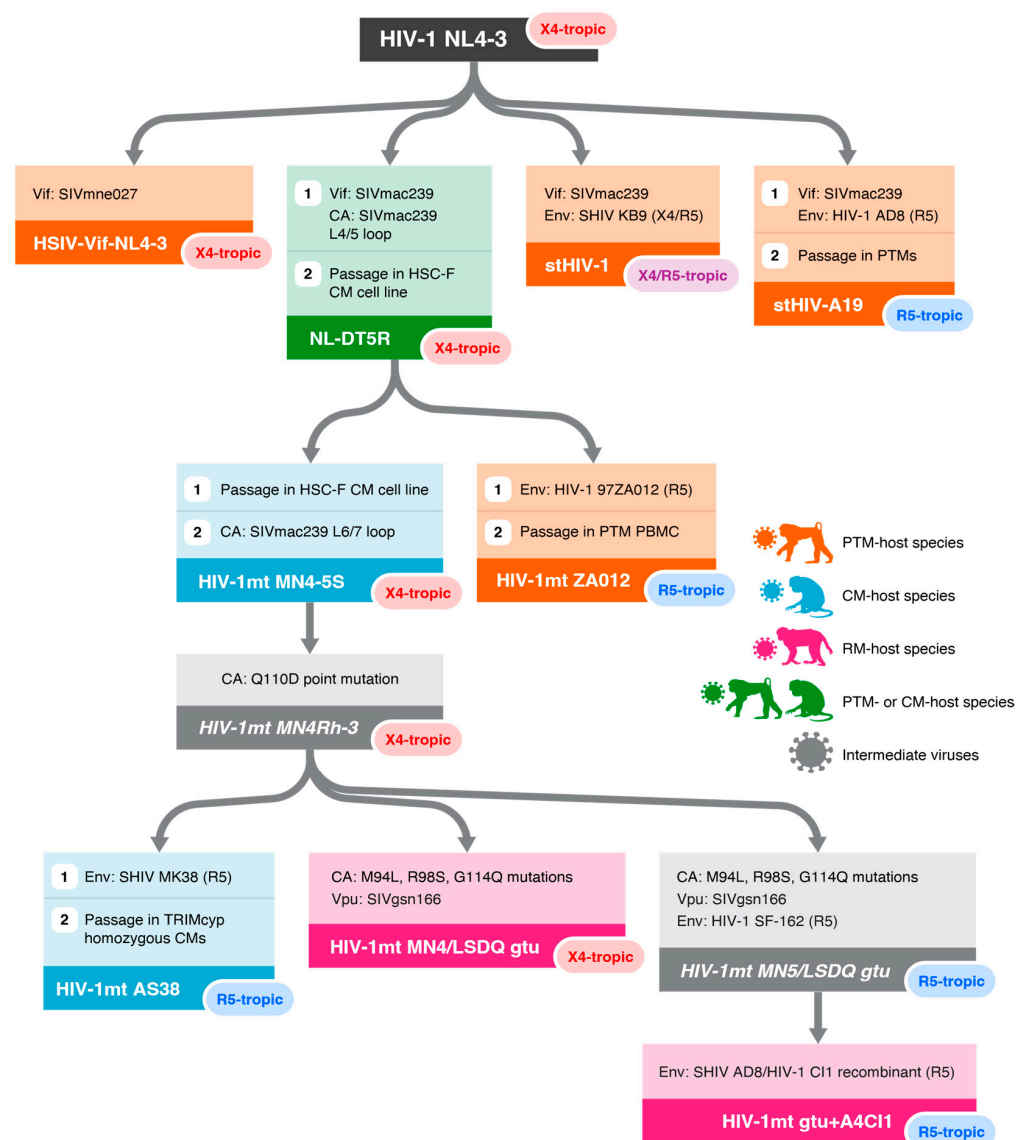 HIV-1 NL4-3
X4-tropic
Vif: SIVmne027
HSIV-Vif-NL4-3
X4-tropic
1
Vif: SIVmac239
CA: SIVmac239
L4/5 loop
2
Passage in HSC-F
CM cell line
NL-DT5R
X4-tropic
Vif: SIVmac239
Env: SHIV KB9 (X4/R5)
stHIV-1
X4/R5-tropic
1
Vif: SIVmac239
Env: HIV-1 AD8 (R5)
2
Passage in PTMs
stHIV-A19
R5-tropic
1
Passage in HSC-F CM cell line
2
CA: SIVmac239 L6/7 loop
HIV-1mt MN4-5S
X4-tropic
1
Env: HIV-1 97ZA012 (R5)
2
Passage in PTM PBMC
HIV-1mt ZA012
R5-tropic
PTM-host species
CM-host species
RM-host species
PTM- or CM-host species
Intermediate viruses
CA: Q110D point mutation
HIV-1mt MN4Rh-3
X4-tropic
1
Env: SHIV MK38 (R5)
2
Passage in TRIMcyp
homozygous CMs
HIV-1mt AS38
R5-tropic
CA: M94L, R98S, G114Q mutations
Vpu: SIVgsn166
HIV-1mt MN4/LSDQ gtu
X4-tropic
CA: M94L, R98S, G114Q mutations
Vpu: SIVgsn166
Env: HIV-1 SF-162 (R5)
HIV-1mt MN5/LSDQ gtu
R5-tropic
Env: SHIV AD8/HIV-1 CI1 recombinant (R5)
HIV-1mt gtu+A4CI1
R5-tropic